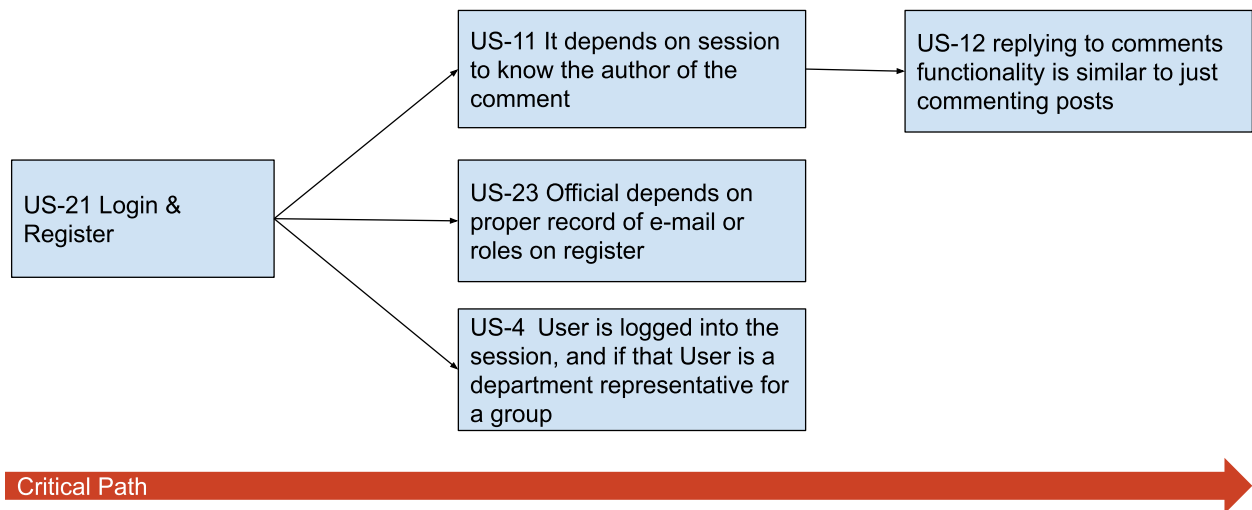 US-11 It depends on session
to know the author of the
comment
US-12 replying to comments
functionality is similar to just
commenting posts
US-21 Login &
Register
US-23 Official depends on
proper record of e-mail or
roles on register
US-4  User is logged into the
session, and if that User is a
department representative for
a group
Critical Path